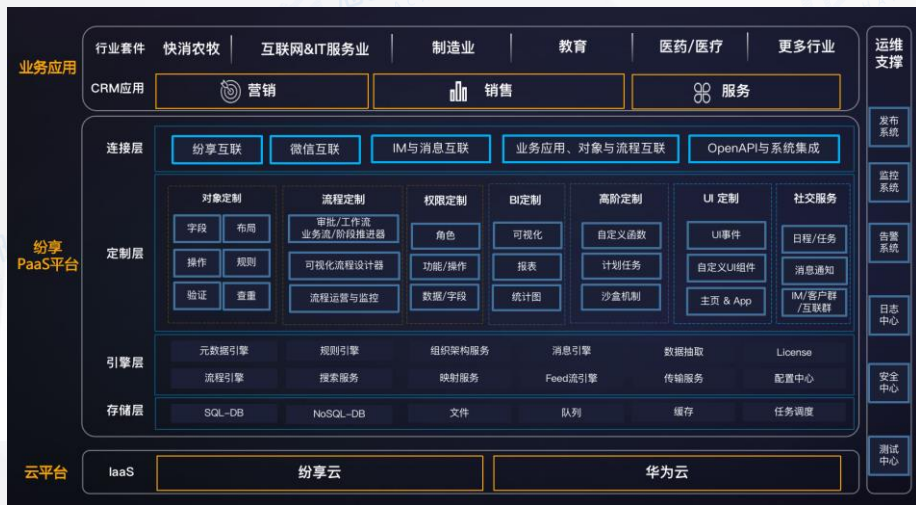 业务应用
行业套件
快消农牧
互联网&IT服务业
制造业
教育
医药/医疗
更多行业
CRM应用
营销
销售
服务
纷享
PaaS平台
连接层
纷享互联
微信互联
IM与消息互联
业务应用、对象与流程互联
OpenAPI与系统集成
定制层
对象定制
字段
布局
操作
规则
验证
查重
流程定制
审批/工作流
业务流/阶段推进器
可视化流程设计器
流程运营与监控
权限定制
角色
功能/操作
数据/字段
BI定制
可视化
报表
统计图
高阶定制
自定义函数
计划任务
沙盒机制
UI 定制
UI事件
自定义UI组件
主页 & App
社交服务
日程/任务
消息通知
IM/客户群
/互联群
引擎层
元数据引擎
规则引擎
组织架构服务
消息引擎
数据抽取
License
流程引擎
搜索服务
映射服务
Feed流引擎
传输服务
配置中心
存储层
SQL-DB
NoSQL-DB
文件
队列
缓存
任务调度
云平台
IaaS
纷享云
华为云
运维
支撑
发布
系统
监控
系统
告警
系统
日志
中心
安全
中心
测试
中心